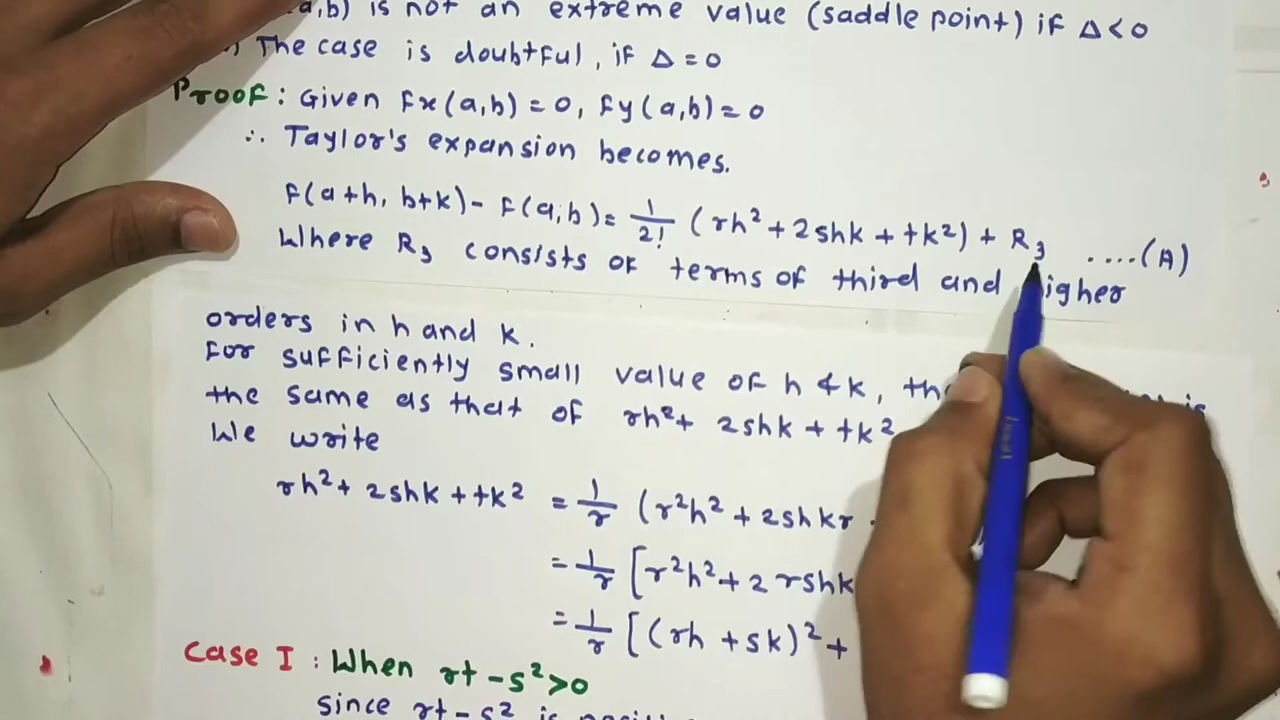 a,b) is not an extreme value (saddle point) if Δ<0
The case is doubtful, if Δ=0
Proof: Given Fx(a,b)=0, Fy(a,b)=0
∴ Taylor's expansion becomes.
F(a+h, b+k)- F(a,b)= 1/2! (rh²+2shk+tk²)+R₃ ....(A)
Where R₃ consists of terms of third and higher
orders in h and k.
For sufficiently small value of h & k, the
the same as that of rh²+ 2shk + tk²
We write
rh²+2shk+tk² = 1/r (r²h²+2shkr
= 1/r [r²h²+2rshk
= 1/r [(rh+sk)²+
Case I : When rt-s²>0
since rt-s² is